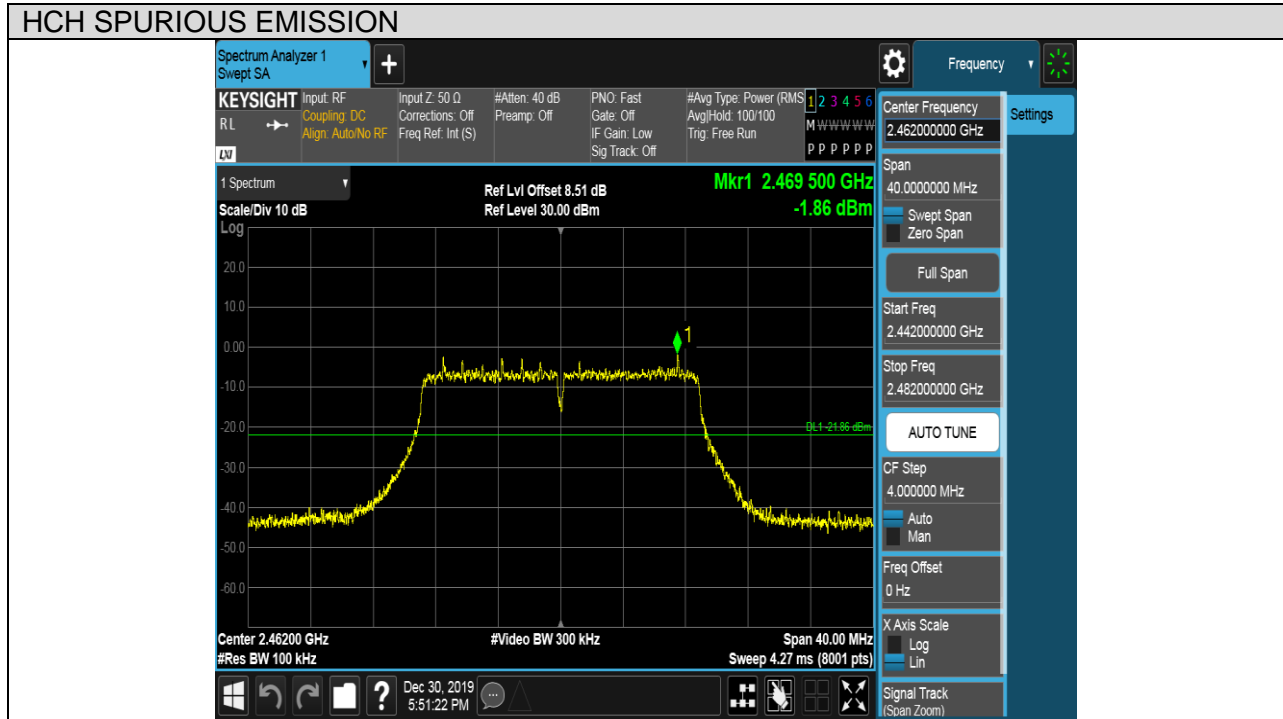 HCH SPURIOUS EMISSION
Spectrum Analyzer 1
Swept SA
+
Frequency
KEYSIGHT
RL
LXI
Input: RF
Coupling: DC
Align: Auto/No RF
Input Z: 50 Ω
Corrections: Off
Freq Ref: Int (S)
#Atten: 40 dB
Preamp: Off
PNO: Fast
Gate: Off
IF Gain: Low
Sig Track: Off
#Avg Type: Power (RMS
Avg|Hold: 100/100
Trig: Free Run
1 2 3 4 5 6
M W W W W W
P P P P P P
1 Spectrum
Scale/Div 10 dB
Ref Lvl Offset 8.51 dB
Ref Level 30.00 dBm
Mkr1 2.469 500 GHz
-1.86 dBm
Log
20.0
10.0
0.00
-10.0
-20.0
-30.0
-40.0
-50.0
-60.0
1
DL1 -21.86 dBm
Center 2.46200 GHz
#Res BW 100 kHz
#Video BW 300 kHz
Span 40.00 MHz
Sweep 4.27 ms (8001 pts)
?
Dec 30, 2019
5:51:22 PM
Center Frequency
2.462000000 GHz
Settings
Span
40.0000000 MHz
Swept Span
Zero Span
Full Span
Start Freq
2.442000000 GHz
Stop Freq
2.482000000 GHz
AUTO TUNE
CF Step
4.000000 MHz
Auto
Man
Freq Offset
0 Hz
X Axis Scale
Log
Lin
Signal Track
(Span Zoom)